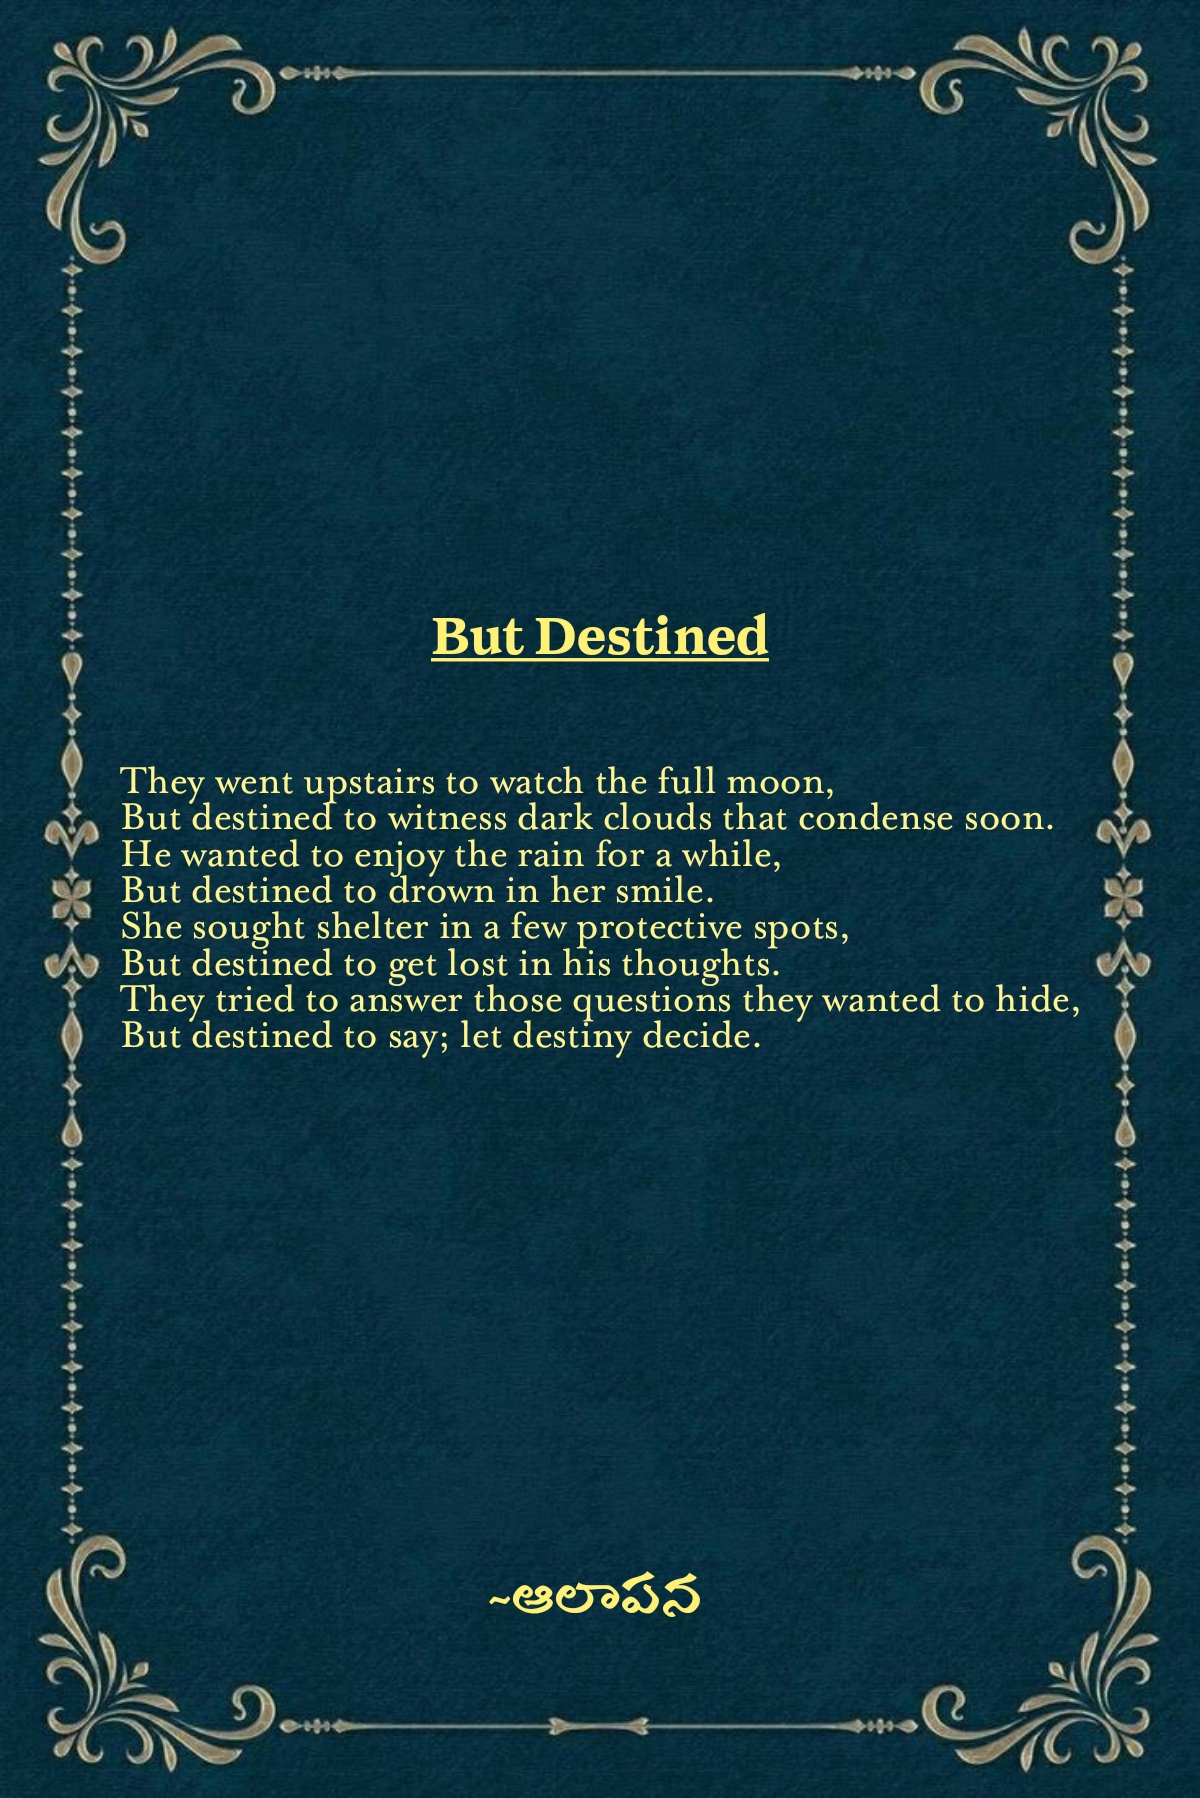 But Destined
They went upstairs to watch the full moon,
But destined to witness dark clouds that condense soon.
He wanted to enjoy the rain for a while,
But destined to drown in her smile.
She sought shelter in a few protective spots,
But destined to get lost in his thoughts.
They tried to answer those questions they wanted to hide,
But destined to say; let destiny decide.
~ఆలాపన